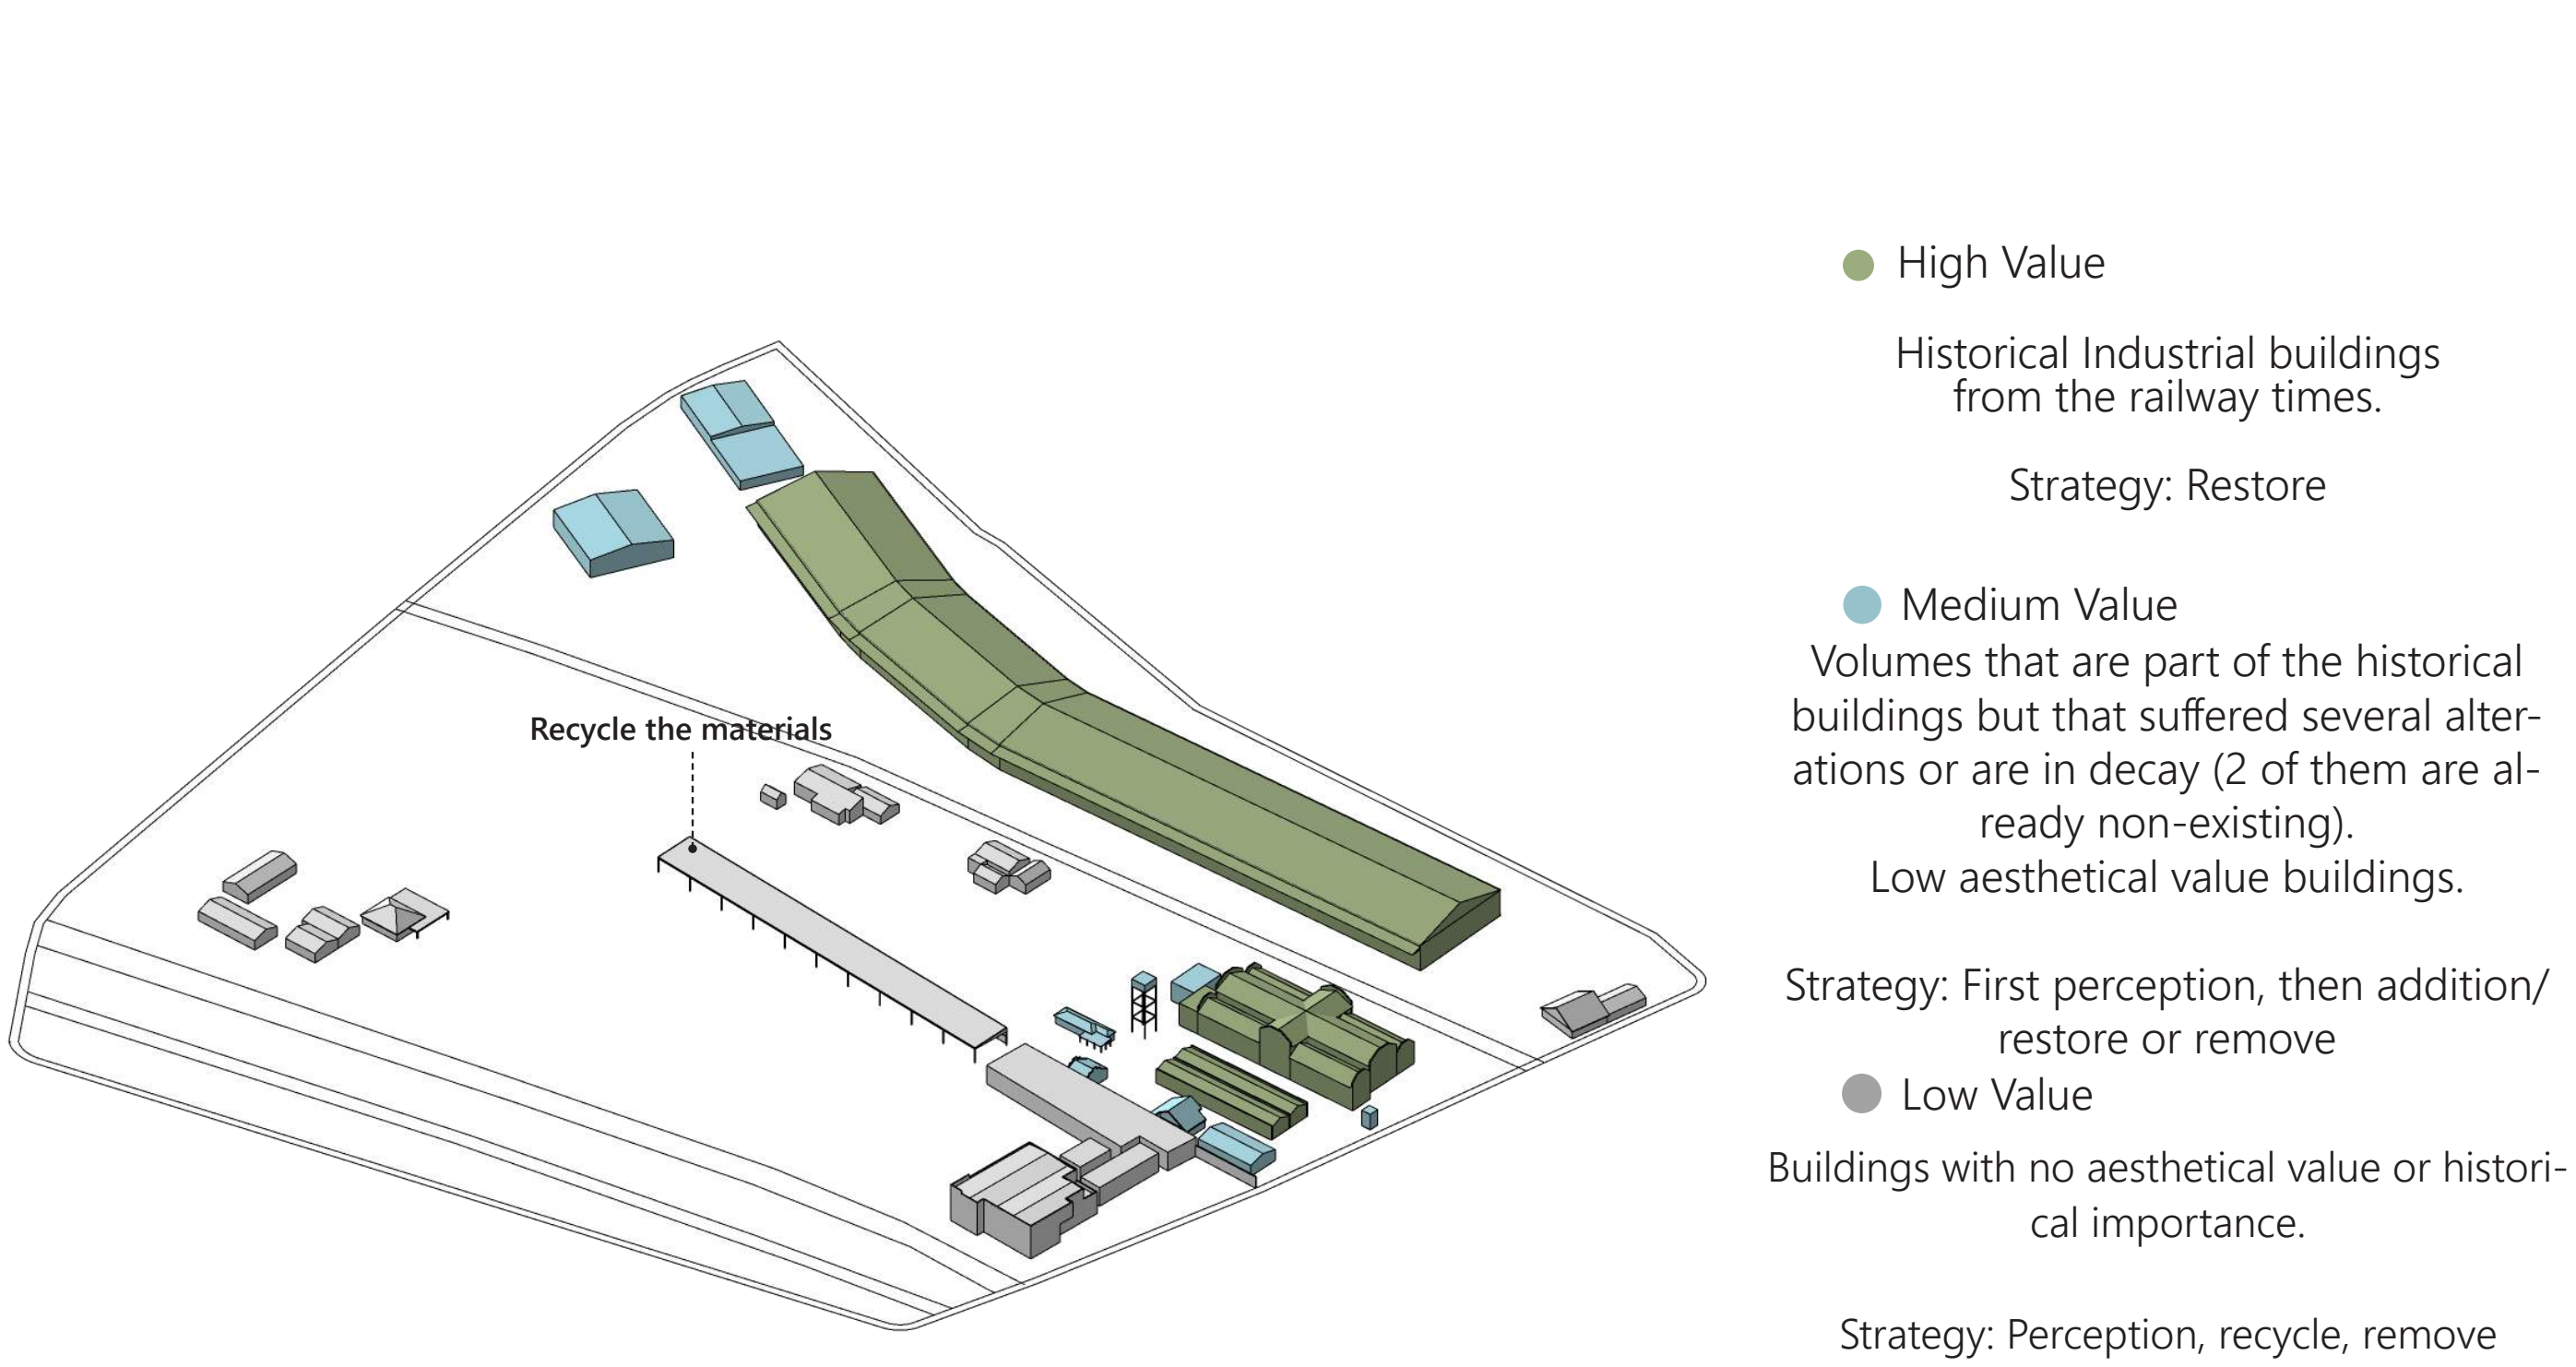 High Value
Historical Industrial buildings
from the railway times.
Strategy: Restore
Medium Value
Volumes that are part of the historical
buildings but that suffered several alter-
ations or are in decay (2 of them are al-
ready non-existing).
Low aesthetical value buildings.
Recycle the materials
Strategy: First perception, then addition/
restore or remove
Low Value
Buildings with no aesthetical value or histori-
cal importance.
Strategy: Perception, recycle, remove